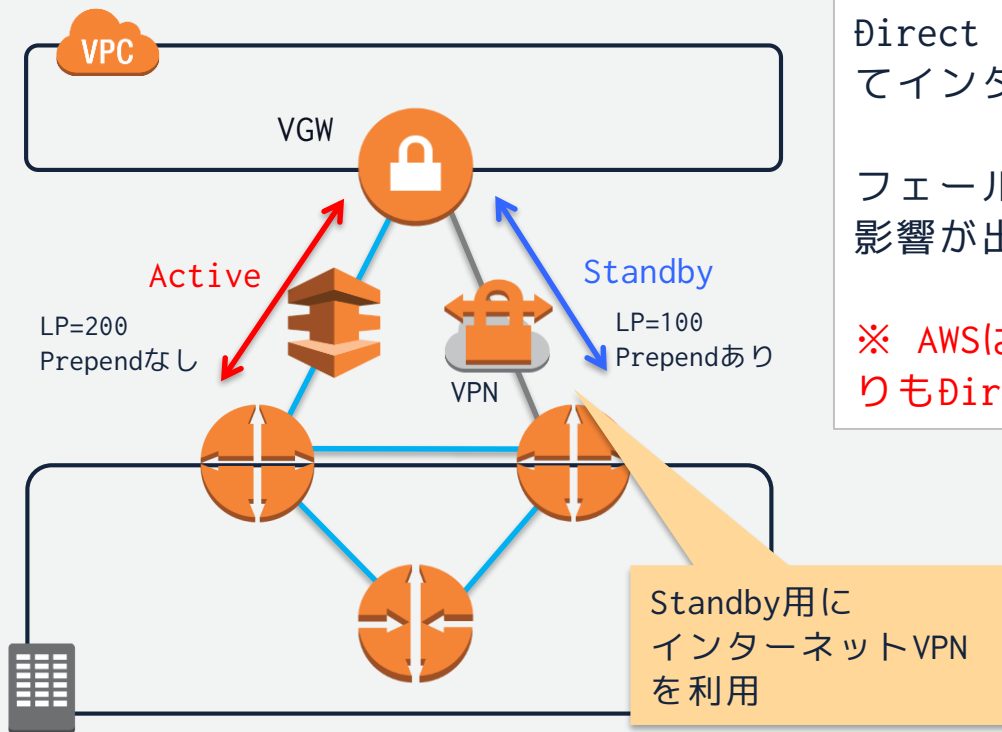 VPC
VGW
Active
LP=200
Prependなし
Standby
LP=100
Prependあり
VPN
Standby用に
インターネットVPN
を利用
Ðirect
てインタ
フェール
影響が出
※ AWSは
りもÐir